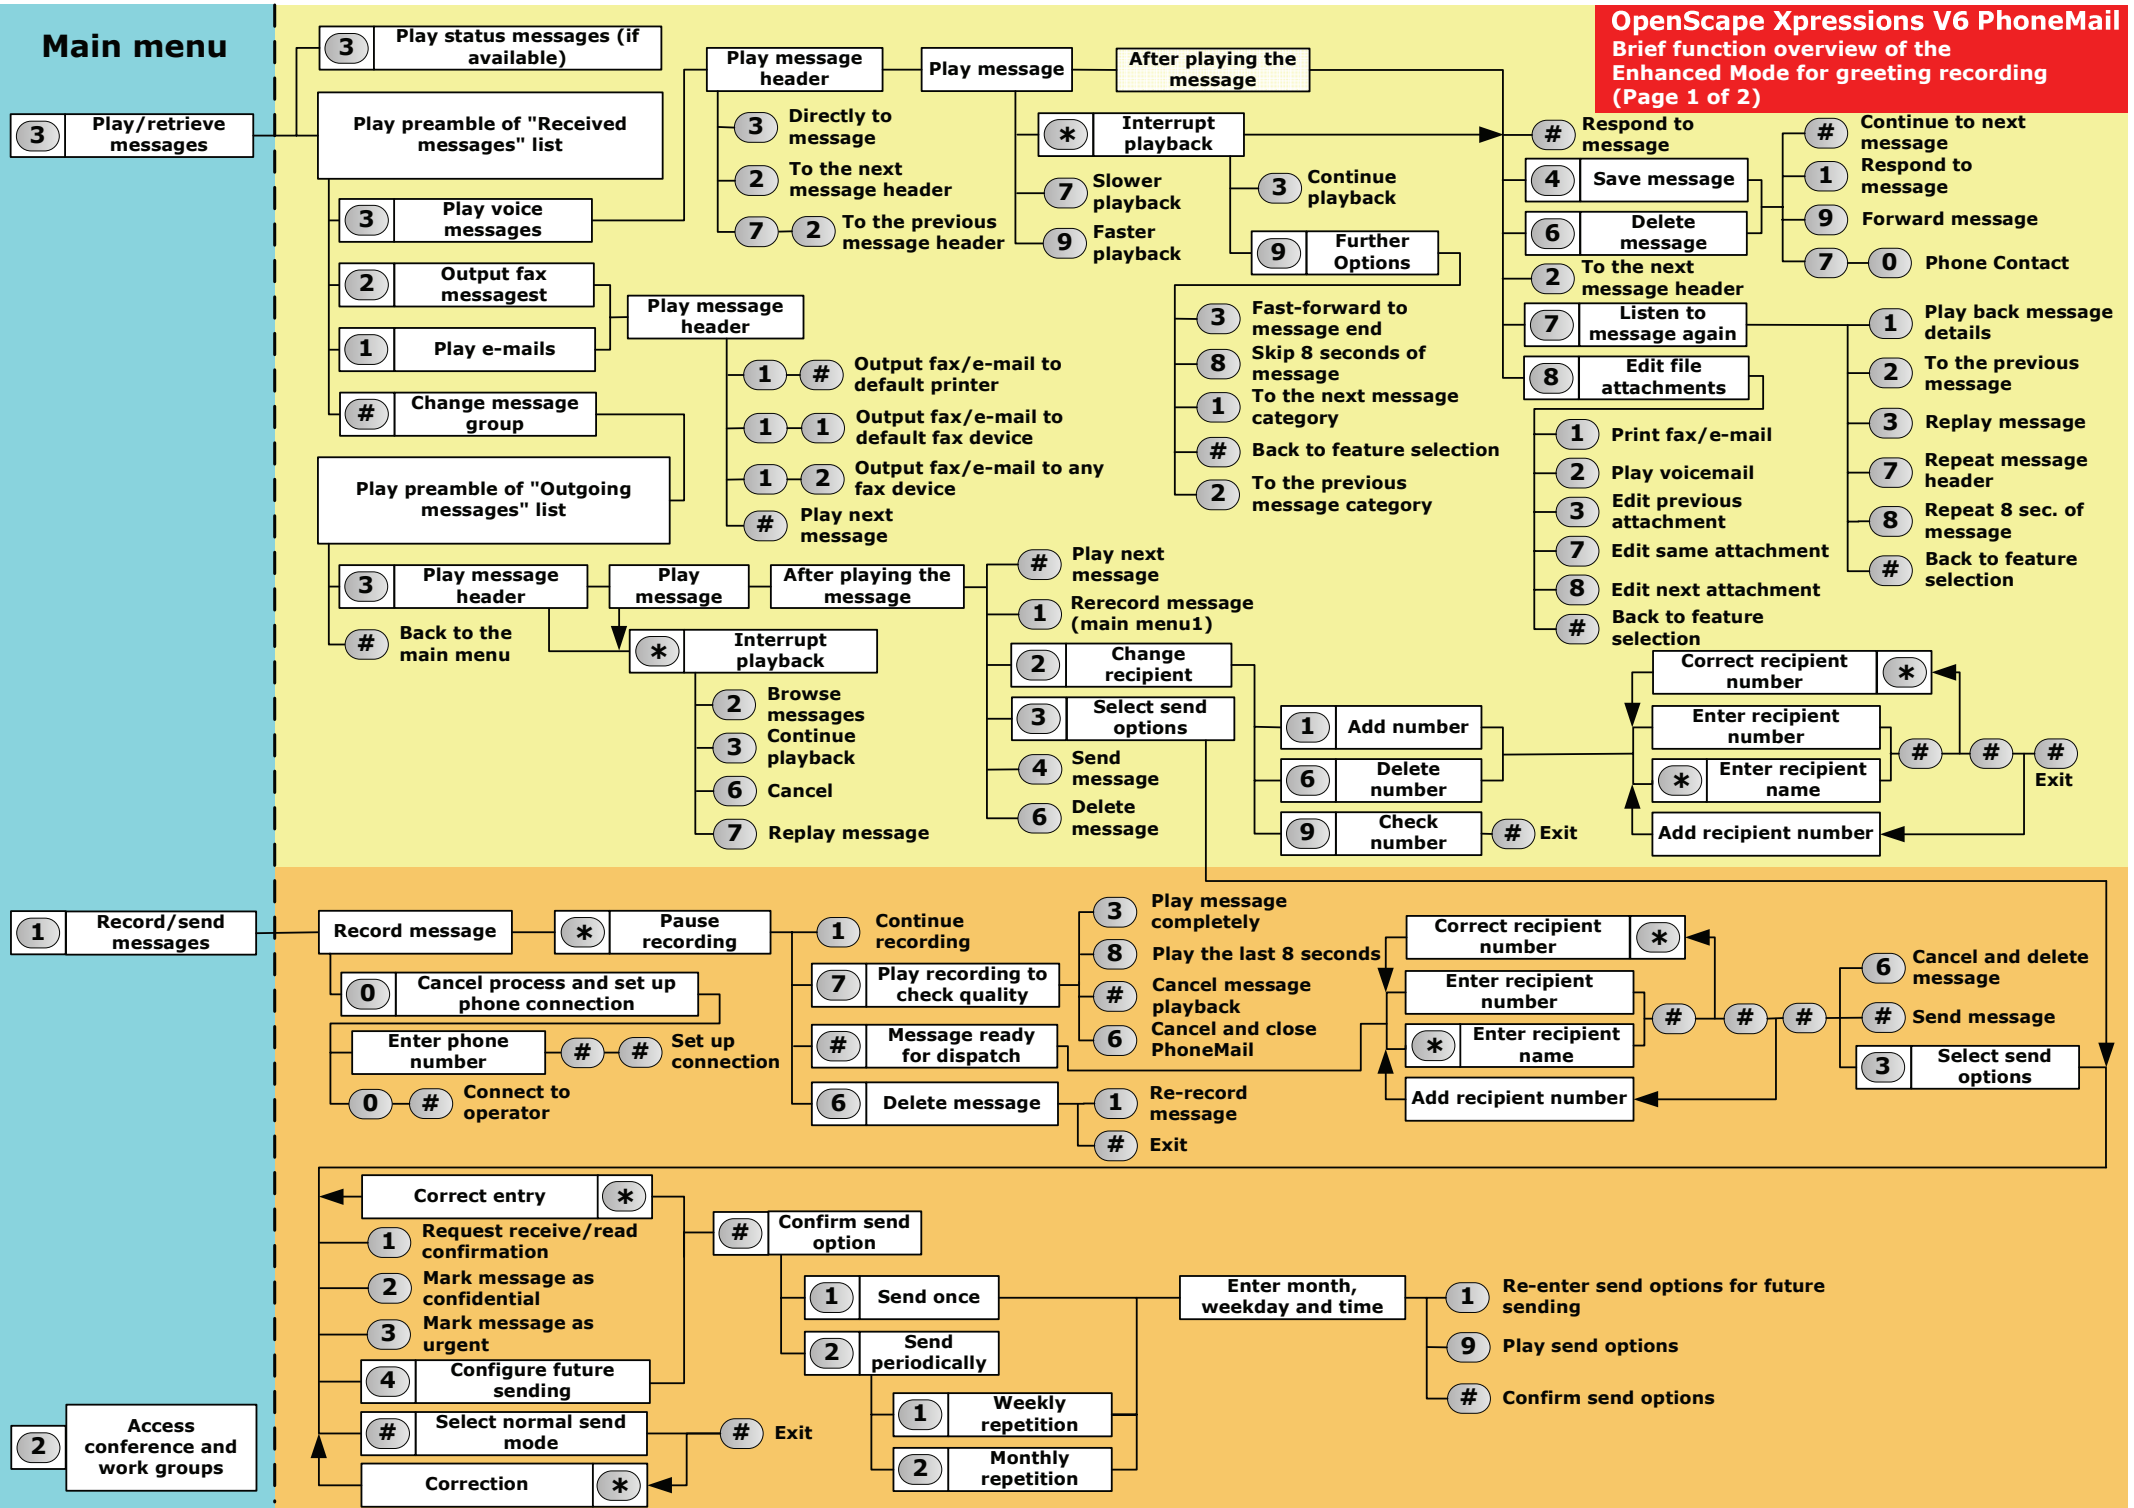 Main menu
OpenScape Xpressions V6 PhoneMail
Brief function overview of the
Enhanced Mode for greeting recording
(Page 1 of 2)
3
Play/retrieve
messages
3
Play status messages (if
available)
Play preamble of "Received
messages" list
3
Play voice
messages
2
Output fax
messagest
1
Play e-mails
#
Change message
group
Play message
header
3
Directly to
message
2
To the next
message header
7
2
To the previous
message header
Play message
*
Interrupt
playback
7
Slower
playback
9
Faster
playback
3
Continue
playback
9
Further
Options
3
Fast-forward to
message end
8
Skip 8 seconds of
message
1
To the next message
category
#
Back to feature selection
2
To the previous
message category
After playing the
message
#
Respond to
message
4
Save message
6
Delete
message
2
To the next
message header
7
Listen to
message again
8
Edit file
attachments
#
Continue to next
message
1
Respond to
message
9
Forward message
7
0
Phone Contact
1
Play back message
details
2
To the previous
message
3
Replay message
7
Repeat message
header
8
Repeat 8 sec. of
message
#
Back to feature
selection
1
Print fax/e-mail
2
Play voicemail
3
Edit previous
attachment
7
Edit same attachment
8
Edit next attachment
#
Back to feature
selection
Play message
header
1
#
Output fax/e-mail to
default printer
1
1
Output fax/e-mail to
default fax device
1
2
Output fax/e-mail to any
fax device
#
Play next
message
Play preamble of "Outgoing
messages" list
3
Play message
header
#
Back to the
main menu
Play
message
After playing the
message
*
Interrupt
playback
2
Browse
messages
3
Continue
playback
6
Cancel
7
Replay message
#
Play next
message
1
Rerecord message
(main menu1)
2
Change
recipient
3
Select send
options
4
Send
message
6
Delete
message
1
Add number
6
Delete
number
9
Check
number
#
Exit
Correct recipient
number
*
Enter recipient
number
*
Enter recipient
name
Add recipient number
#
#
#
Exit
1
Record/send
messages
Record message
*
Pause
recording
0
Cancel process and set up
phone connection
Enter phone
number
#
#
Set up
connection
0
#
Connect to
operator
1
Continue
recording
7
Play recording to
check quality
#
Message ready
for dispatch
6
Delete message
3
Play message
completely
8
Play the last 8 seconds
#
Cancel message
playback
6
Cancel and close
PhoneMail
1
Re-record
message
#
Exit
Correct recipient
number
*
Enter recipient
number
*
Enter recipient
name
Add recipient number
#
#
#
6
Cancel and delete
message
#
Send message
3
Select send
options
Correct entry
*
1
Request receive/read
confirmation
2
Mark message as
confidential
3
Mark message as
urgent
4
Configure future
sending
#
Select normal send
mode
#
Exit
Correction
*
#
Confirm send
option
1
Send once
2
Send
periodically
1
Weekly
repetition
2
Monthly
repetition
Enter month,
weekday and time
1
Re-enter send options for future
sending
9
Play send options
#
Confirm send options
2
Access
conference and
work groups